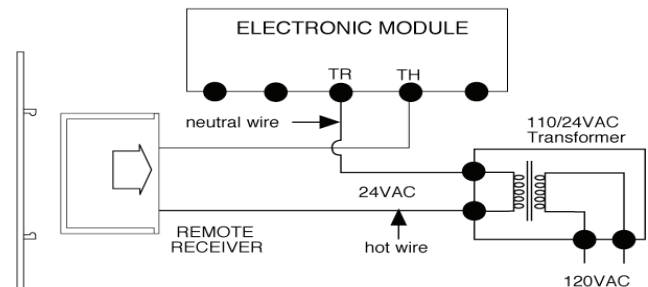 ELECTRONIC MODULE
TR TH
neutral wire
110/24VAC
Transformer
24VAC
REMOTE
RECEIVER
hot wire
120VAC